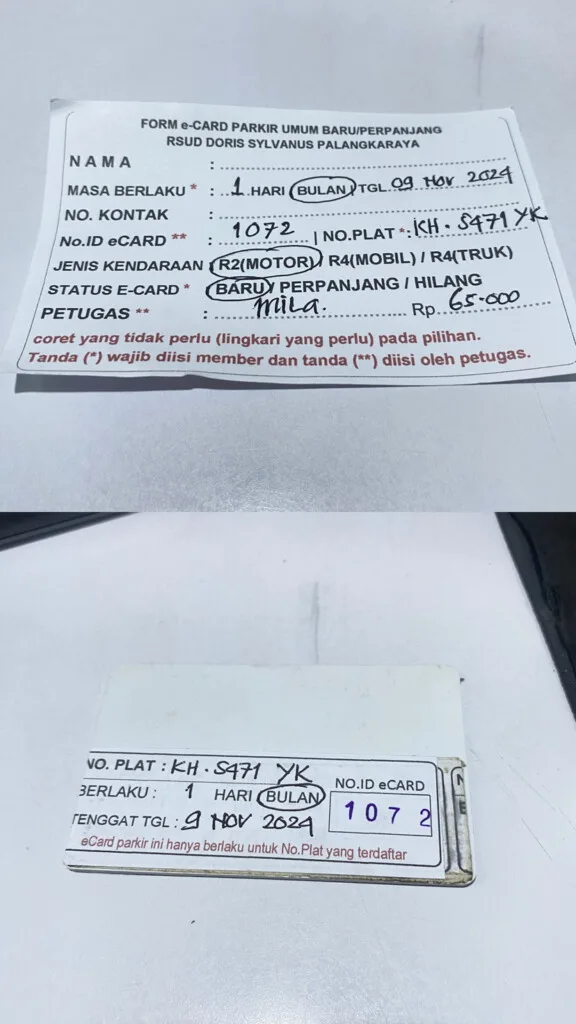 FORM e-CARD PARKIR UMUM BARU/PERPANJANG
RSUD DORIS SYLVANUS PALANGKARAYA
NAMA :
MASA BERLAKU * : 1 HARI (BULAN) TGL. 09 Nov 2024
NO. KONTAK :
No.ID eCARD ** : 1072 | NO.PLAT * : KH · 5471 YK
JENIS KENDARAAN : R2(MOTOR) / R4(MOBIL) / R4(TRUK)
STATUS E-CARD * : BARU / PERPANJANG / HILANG
PETUGAS ** : Mila. Rp. 65.000
coret yang tidak perlu (lingkari yang perlu) pada pilihan.
Tanda (*) wajib diisi member dan tanda (**) diisi oleh petugas.
NO. PLAT : KH · 5471 YK
BERLAKU : 1 HARI BULAN
TENGGAT TGL : 9 NOV 2024
NO.ID eCARD
1072
eCard parkir ini hanya berlaku untuk No.Plat yang terdaftar